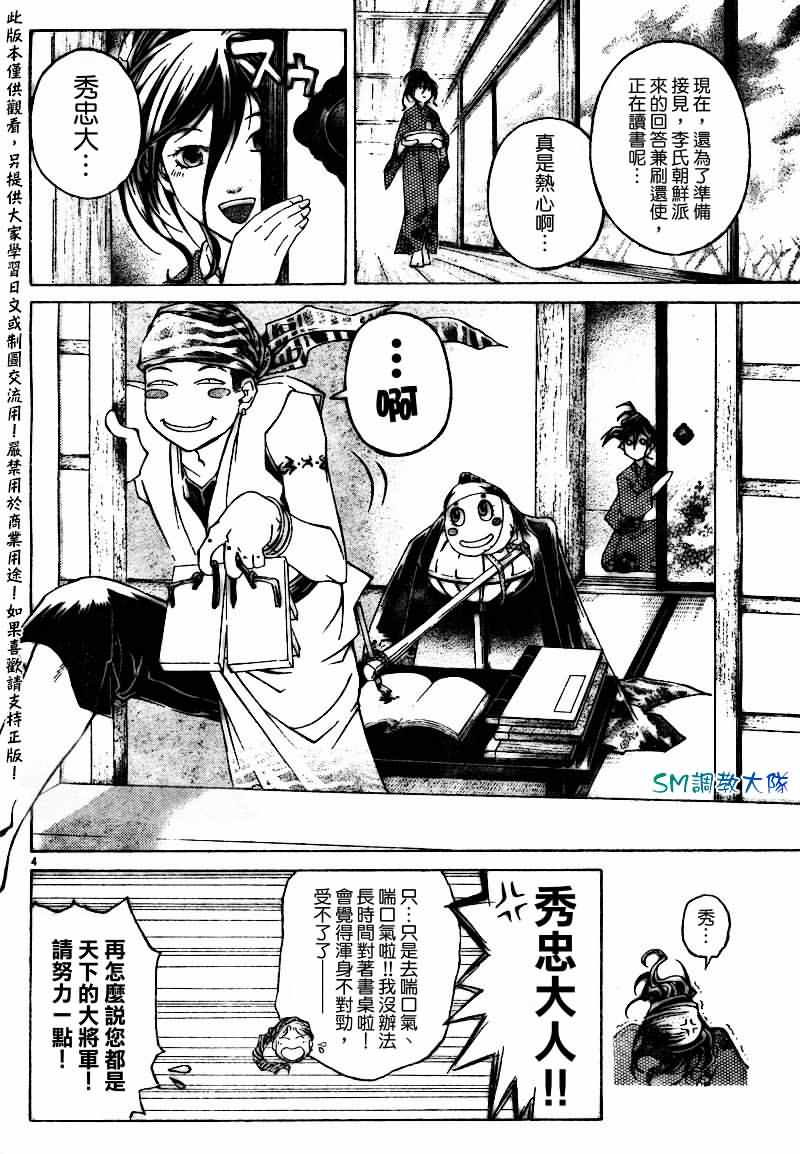 現在，還為了準備
接見，李氏朝鮮派
來的回答兼刷還使，
正在讀書呢…
真是熱心啊…
スゥ
秀忠大…
…啊
秀…
秀忠大人!!
只…只是去喘口氣、
喘口氣啦!!我沒辦法
長時間對著書桌啦！
會覺得渾身不對勁，
受不了了——
再怎麼說您都是
天下的大將軍！
請努力一點！
4
SM調教大隊
此版本僅供觀看，只提供大家學習日文或制圖交流用！嚴禁用於商業用途！如果喜歡請支持正版！